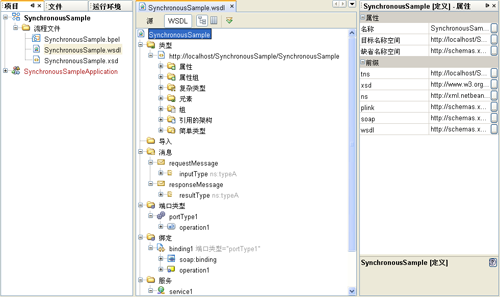 项目
文件
运行环境
SynchronousSample
流程文件
SynchronousSample.bpel
SynchronousSample.wsdl
SynchronousSample.xsd
SynchronousSampleApplication
SynchronousSample.wsdl
源
WSDL
SynchronousSample
类型
http://localhost/SynchronousSample/SynchronousSample
属性
属性组
复杂类型
元素
组
引用的架构
简单类型
导入
消息
requestMessage
inputType ns:typeA
responseMessage
resultType ns:typeA
端口类型
portType1
operation1
绑定
binding1 端口类型="portType1"
soap:binding
operation1
服务
service1
SynchronousSample [定义] - 属性
属性
名称 SynchronousSam...
目标名称空间 http://localhost/S...
缺省名称空间 http://schemas.x...
前缀
tns http://localhost/S...
xsd http://www.w3.org...
ns http://xml.netbean...
plink http://schemas.x...
soap http://schemas.x...
wsdl http://schemas.x...
SynchronousSample [定义]